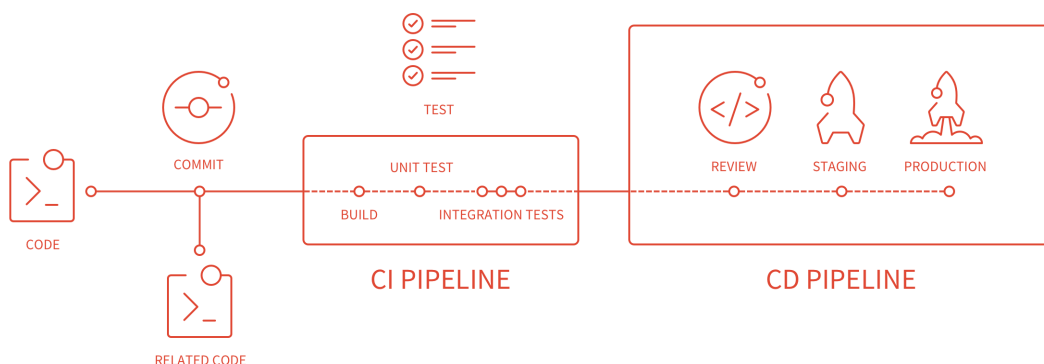 TEST
COMMIT
UNIT TEST
REVIEW
STAGING
PRODUCTION
BUILD
INTEGRATION TESTS
CODE
CI PIPELINE
CD PIPELINE
RELATED CODE